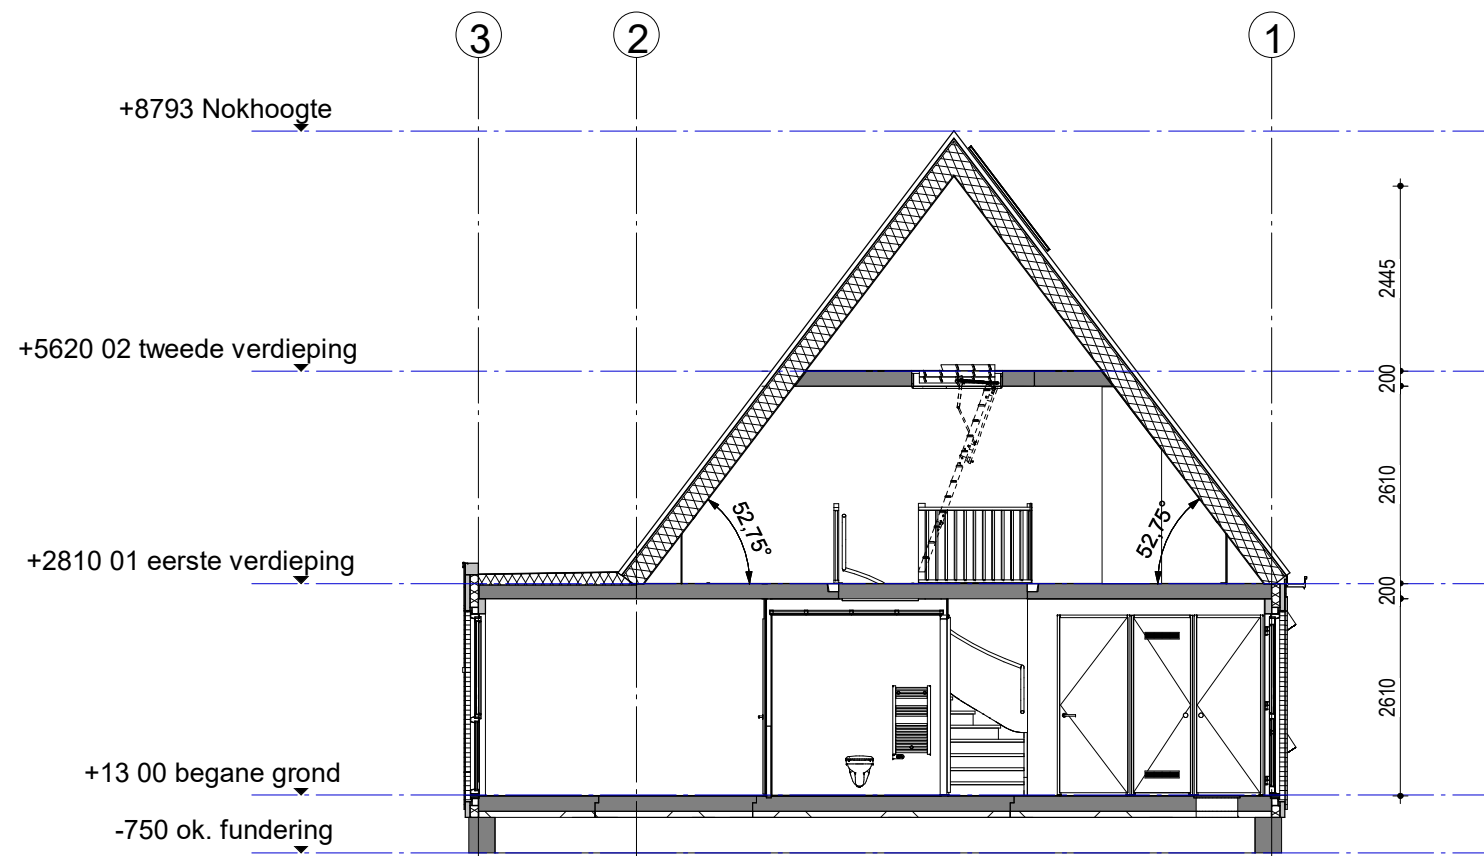 3
2
1
+8793 Nokhoogte
2445
+5620 02 tweede verdieping
200
2610
52,75°
52,75°
+2810 01 eerste verdieping
200
2610
+13 00 begane grond
-750 ok. fundering